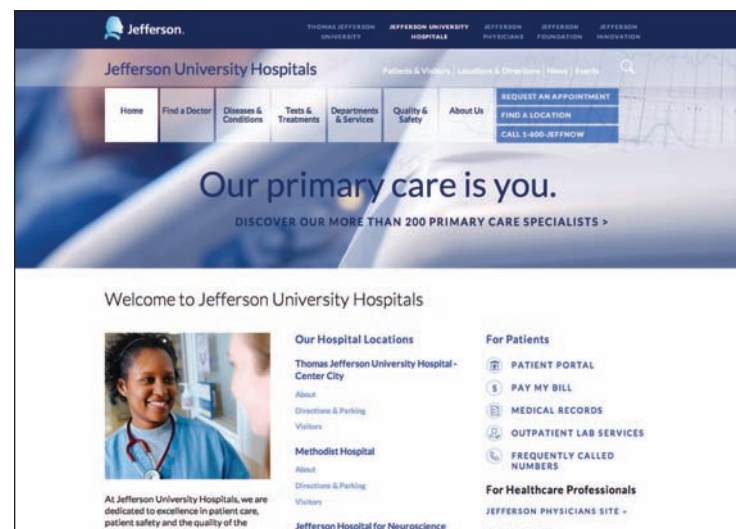 Jefferson.
THOMAS JEFFERSON
UNIVERSITY
JEFFERSON UNIVERSITY
HOSPITALS
JEFFERSON
PHYSICIANS
JEFFERSON
FOUNDATION
JEFFERSON
INNOVATION
Jefferson University Hospitals
Patients & Visitors | Locations & Directions | News | Events
Home
Find a Doctor
Diseases &
Conditions
Tests &
Treatments
Departments
& Services
Quality &
Safety
About Us
REQUEST AN APPOINTMENT
FIND A LOCATION
CALL 1-800-JEFFNOW
Our primary care is you.
DISCOVER OUR MORE THAN 200 PRIMARY CARE SPECIALISTS >
Welcome to Jefferson University Hospitals
At Jefferson University Hospitals, we are
dedicated to excellence in patient care,
patient safety and the quality of the
Our Hospital Locations
Thomas Jefferson University Hospital -
Center City
About
Directions & Parking
Visitors
Methodist Hospital
About
Directions & Parking
Visitors
Jefferson Hospital for Neuroscience
For Patients
PATIENT PORTAL
$ PAY MY BILL
MEDICAL RECORDS
OUTPATIENT LAB SERVICES
FREQUENTLY CALLED
NUMBERS
For Healthcare Professionals
JEFFERSON PHYSICIANS SITE »